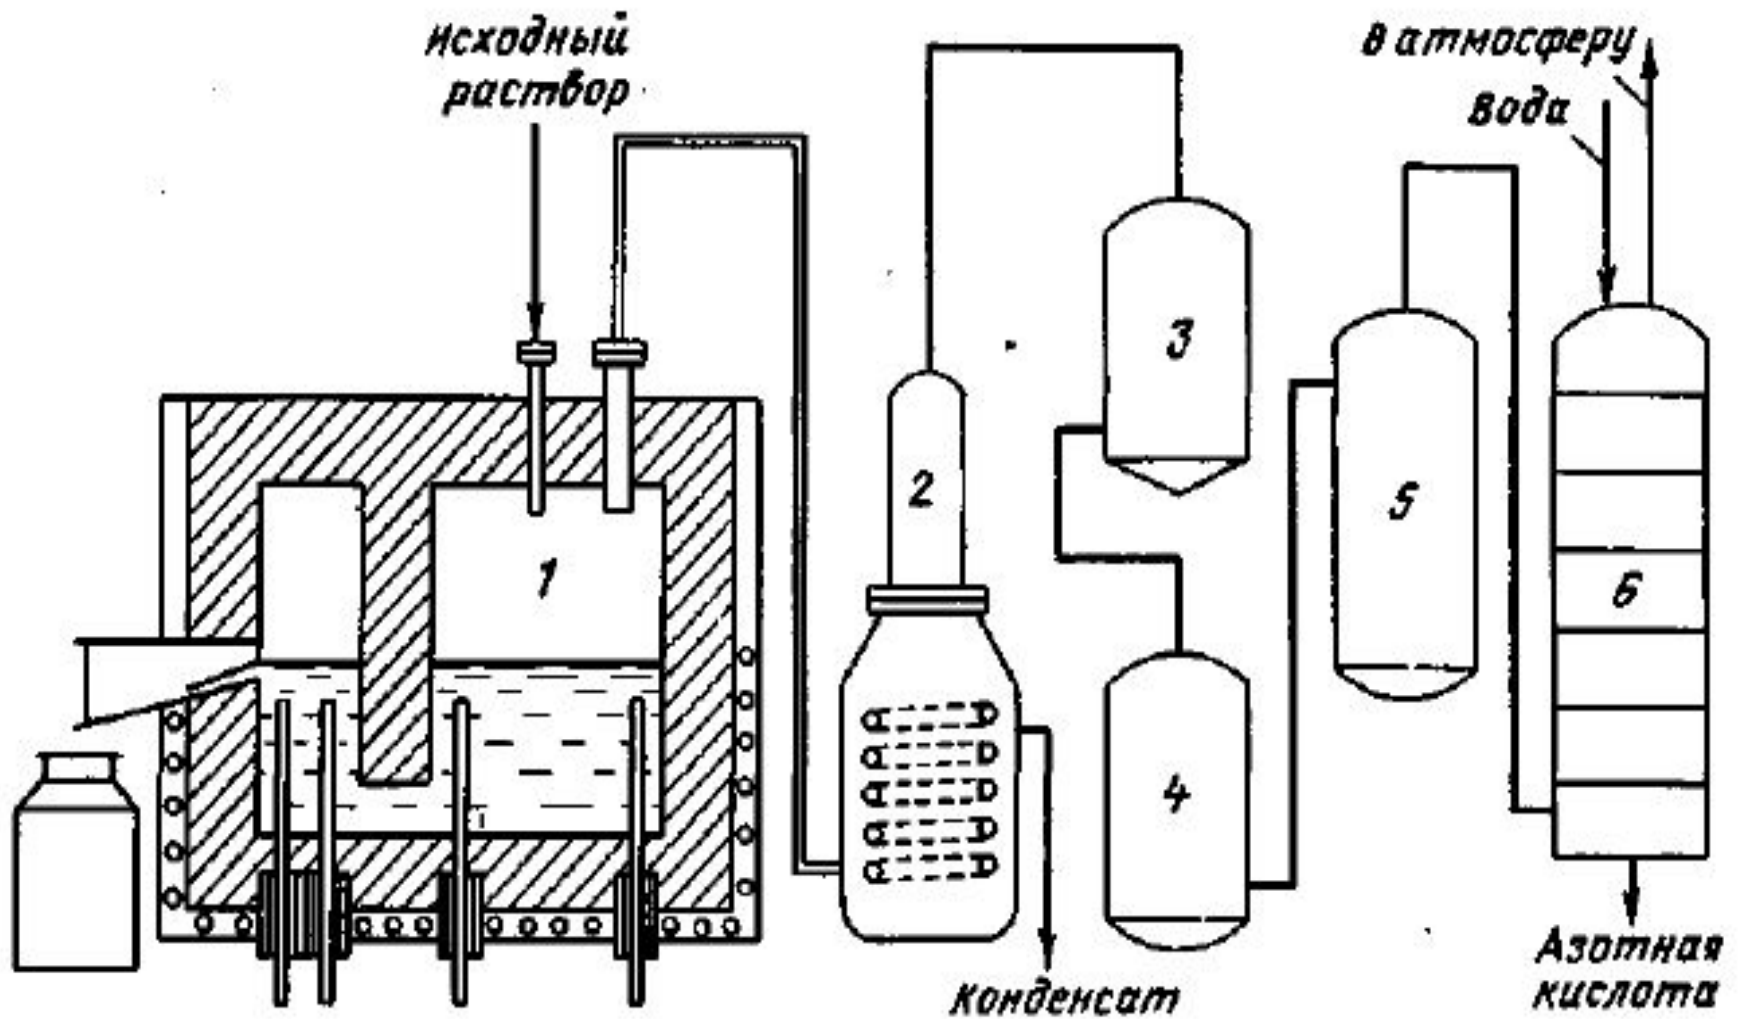 Исходный
раствор
В атмосферу
Вода
1
2
3
4
5
6
Конденсат
Азотная
кислота